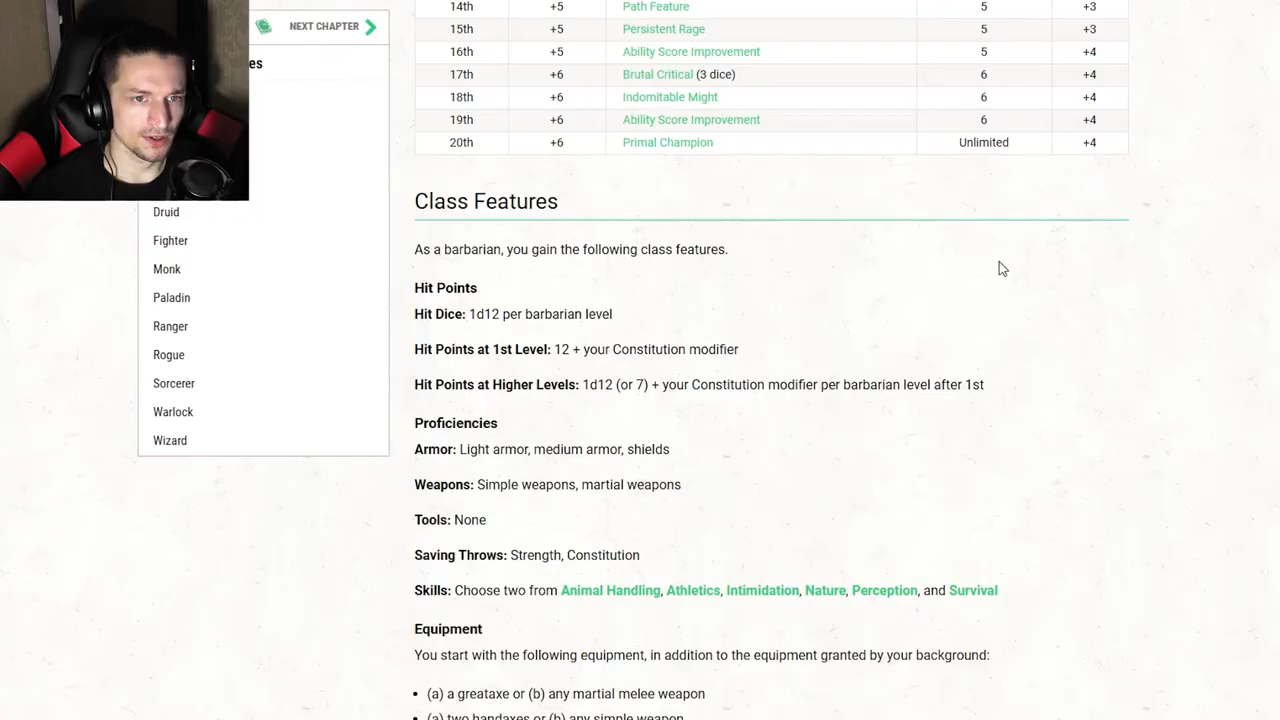 NEXT CHAPTER
es
Druid
Fighter
Monk
Paladin
Ranger
Rogue
Sorcerer
Warlock
Wizard
14th +5 Path Feature 5 +3
15th +5 Persistent Rage 5 +3
16th +5 Ability Score Improvement 5 +4
17th +6 Brutal Critical (3 dice) 6 +4
18th +6 Indomitable Might 6 +4
19th +6 Ability Score Improvement 6 +4
20th +6 Primal Champion Unlimited +4
Class Features
As a barbarian, you gain the following class features.
Hit Points
Hit Dice: 1d12 per barbarian level
Hit Points at 1st Level: 12 + your Constitution modifier
Hit Points at Higher Levels: 1d12 (or 7) + your Constitution modifier per barbarian level after 1st
Proficiencies
Armor: Light armor, medium armor, shields
Weapons: Simple weapons, martial weapons
Tools: None
Saving Throws: Strength, Constitution
Skills: Choose two from Animal Handling, Athletics, Intimidation, Nature, Perception, and Survival
Equipment
You start with the following equipment, in addition to the equipment granted by your background:
• (a) a greataxe or (b) any martial melee weapon
• (a) two handaxes or (b) any simple weapon